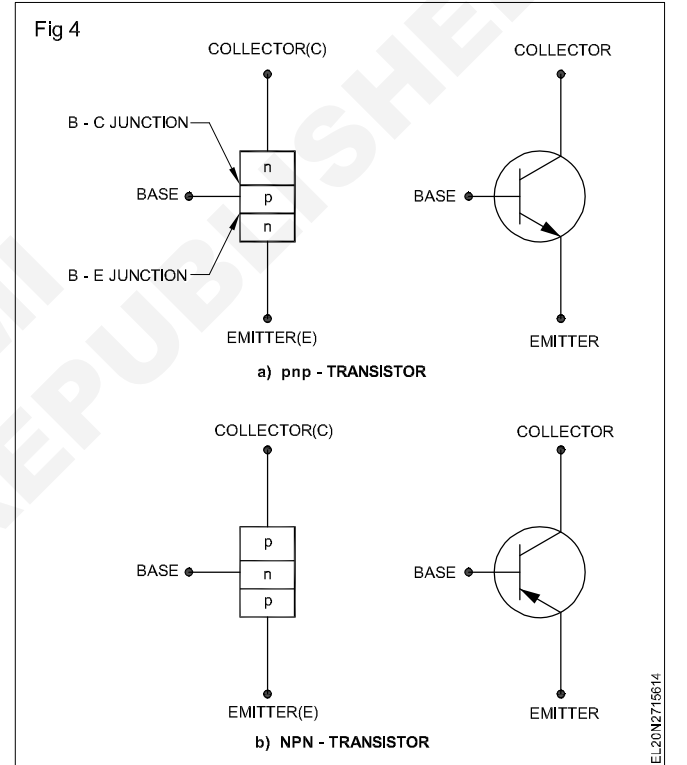 Fig 4
COLLECTOR(C) COLLECTOR
B - C JUNCTION
n
BASE p BASE
n
B - E JUNCTION
EMITTER(E) EMITTER
a) pnp - TRANSISTOR
COLLECTOR(C) COLLECTOR
p
BASE n BASE
p
EMITTER(E) EMITTER
b) NPN - TRANSISTOR
EL20N2715614